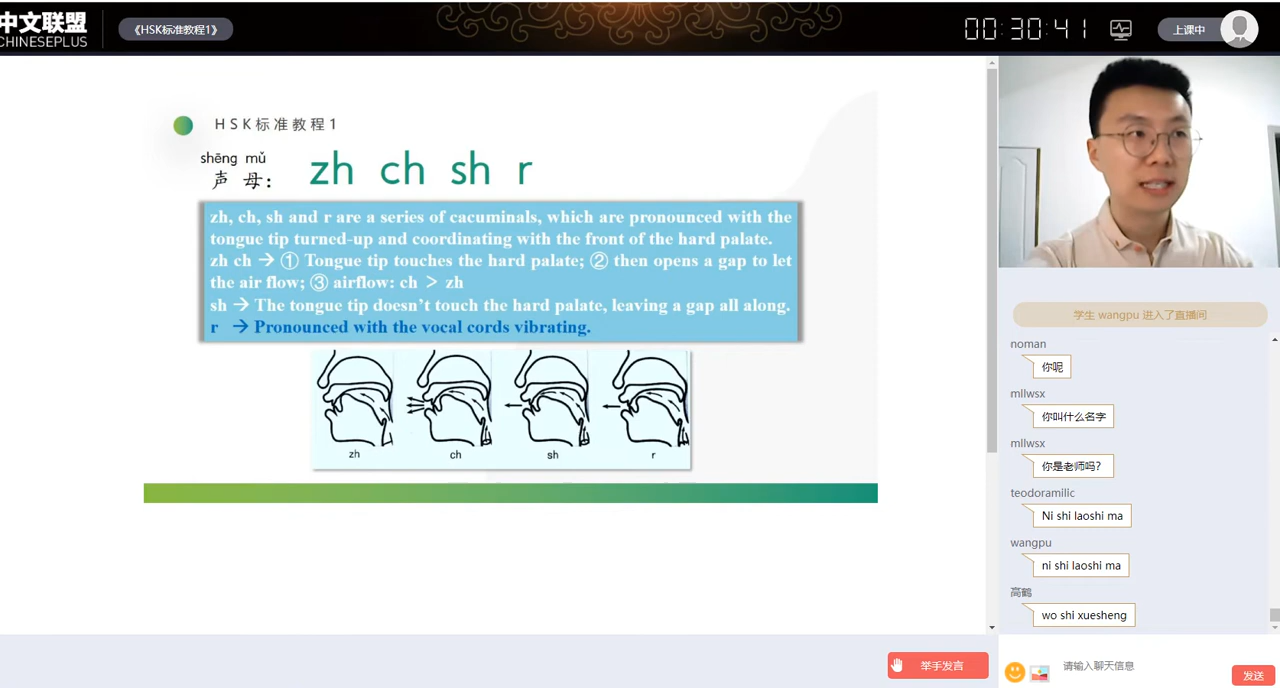 中文联盟
CHINESEPLUS
《HSK标准教程1》
00:30:41
上课中
HSK标准教程1
shēng mǔ
声 母：
zh ch sh r
zh, ch, sh and r are a series of cacuminals, which are pronounced with the
tongue tip turned-up and coordinating with the front of the hard palate.
zh ch → ① Tongue tip touches the hard palate; ② then opens a gap to let
the air flow; ③ airflow: ch > zh
sh → The tongue tip doesn't touch the hard palate, leaving a gap all along.
r → Pronounced with the vocal cords vibrating.
zh ch sh r
学生 wangpu 进入了直播间
noman
你呢
mllwsx
你叫什么名字
mllwsx
你是老师吗？
teodoramilic
Ni shi laoshi ma
wangpu
ni shi laoshi ma
高鹤
wo shi xuesheng
举手发言
请输入聊天信息
发送